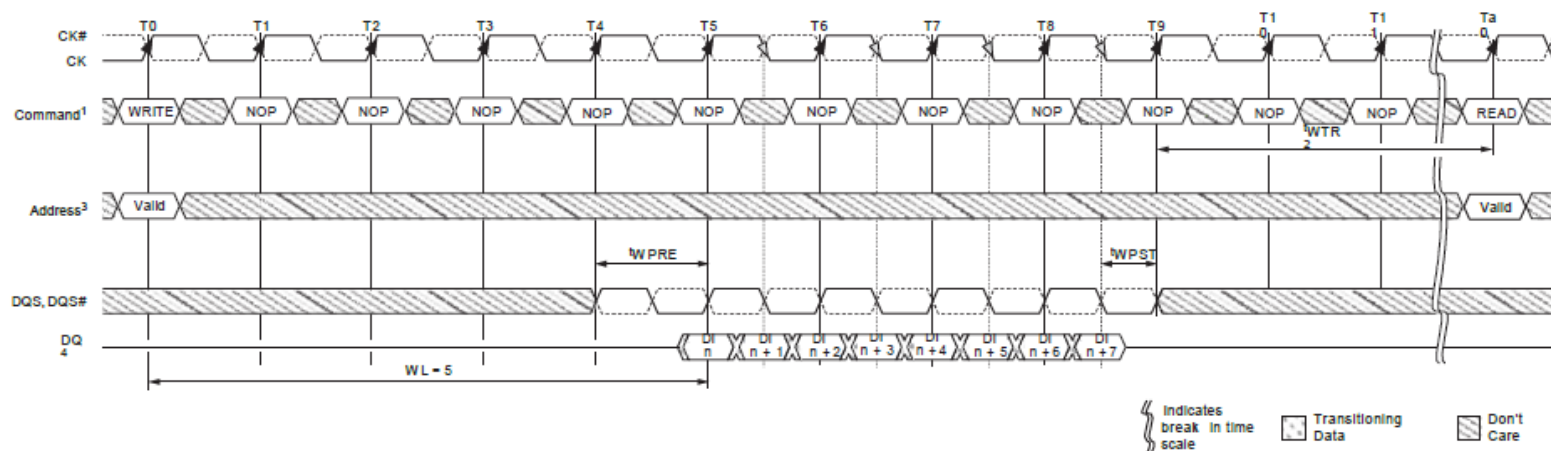 T0 T1 T2 T3 T4 T5 T6 T7 T8 T9 T1 T1 Ta
0 1 0
CK#
CK
Command1 WRITE NOP NOP NOP NOP NOP NOP NOP NOP NOP NOP NOP READ
tWTR
2
Address3 Valid Valid
tWPRE tWPST
DQS, DQS#
DQ DI DI DI DI DI DI DI DI
4 n n + 1 n + 2 n + 3 n + 4 n + 5 n + 6 n + 7
WL = 5
Indicates
break in time
scale
Transitioning
Data
Don't
Care